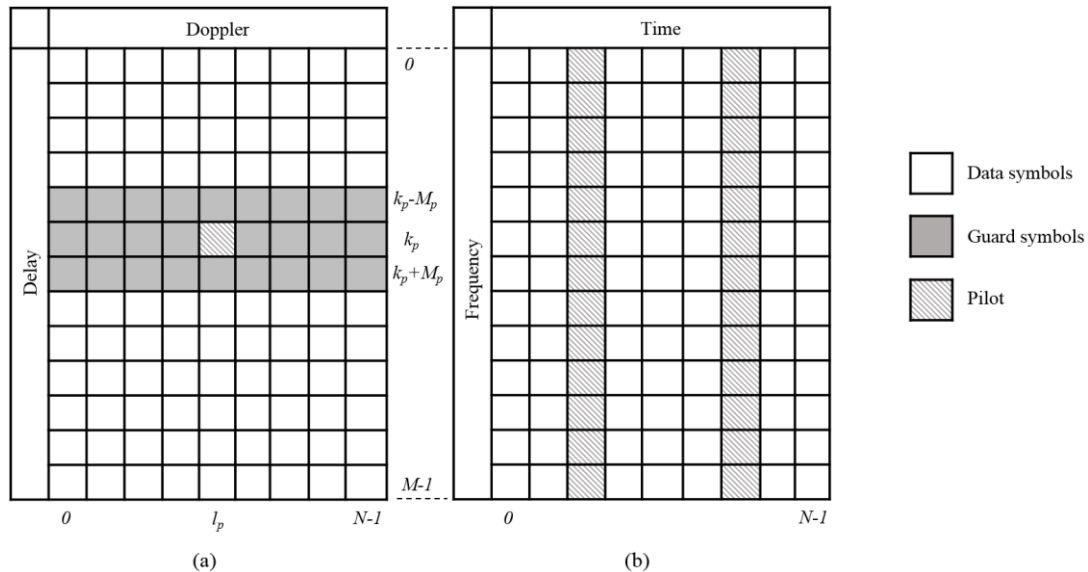 Doppler
Delay
0
k_p-M_p
k_p
k_p+M_p
M-1
0
l_p
N-1
(a)
Time
Frequency
0
N-1
(b)
Data symbols
Guard symbols
Pilot